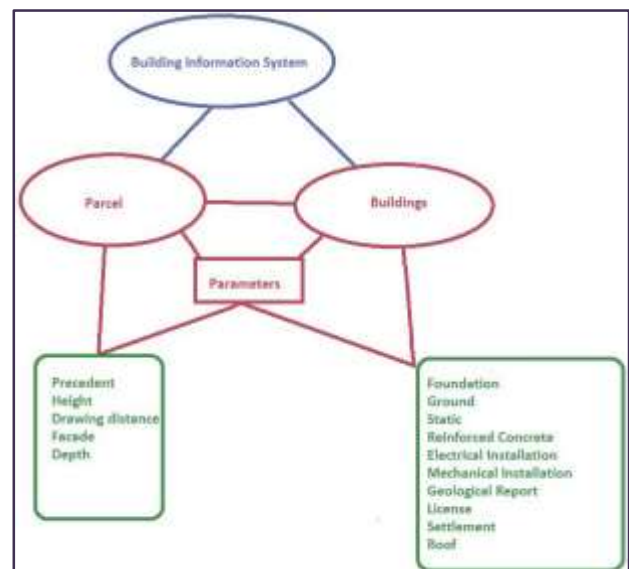 Building Information System
Parcel
Buildings
Parameters
Precedent
Height
Drawing distance
Facade
Depth
Foundation
Ground
Static
Reinforced Concrete
Electrical Installation
Mechanical Installation
Geological Report
License
Settlement
Roof